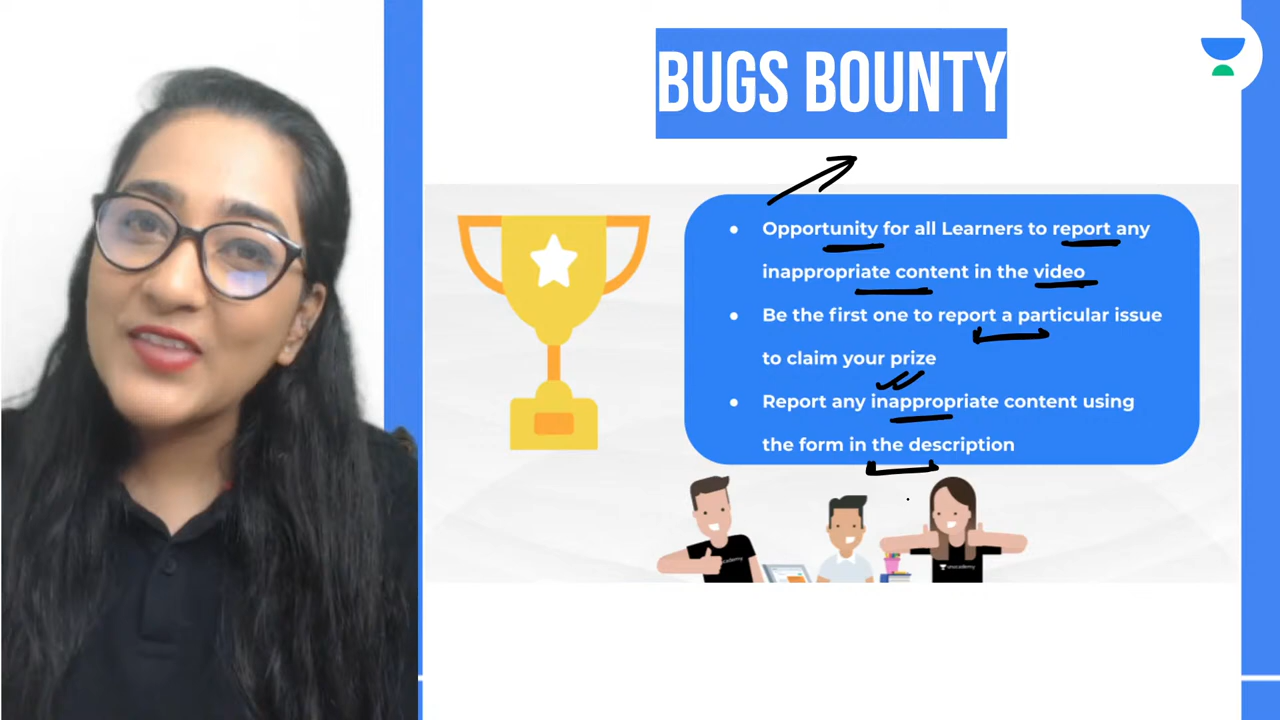 BUGS BOUNTY
• Opportunity for all Learners to report any
inappropriate content in the video
• Be the first one to report a particular issue
to claim your prize
• Report any inappropriate content using
the form in the description
unacademy